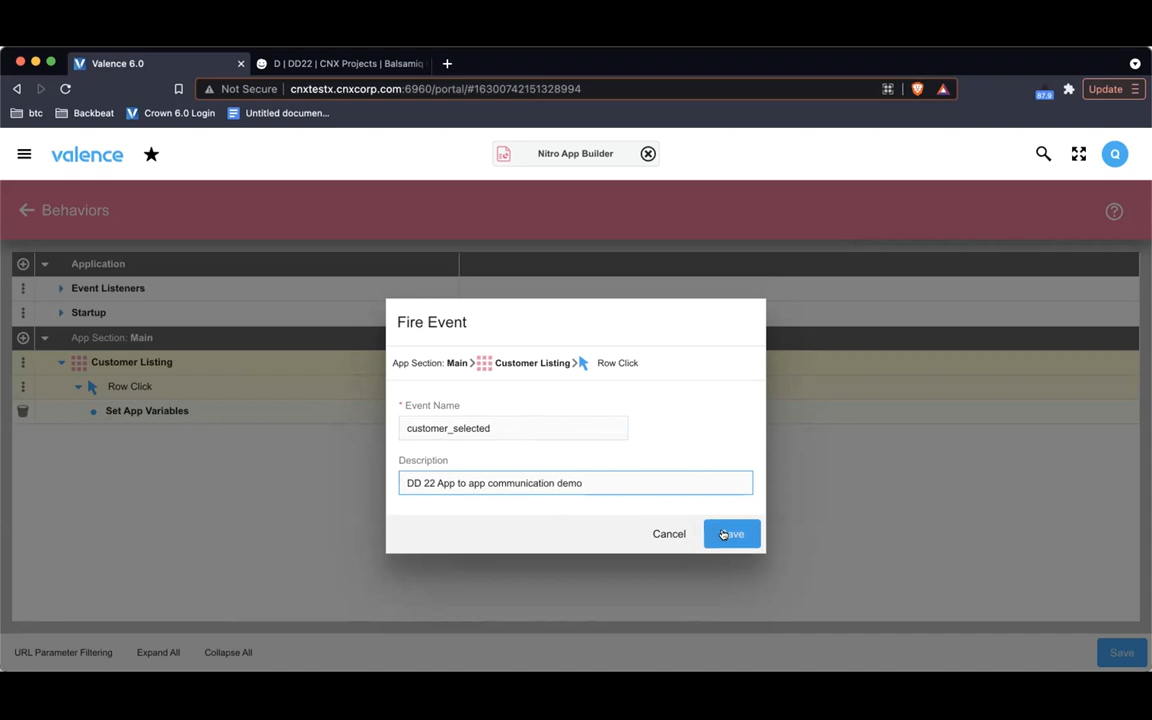 Valence 6.0
D | DD22 | CNX Projects | Balsamiq
Not Secure cnxtestx.cnxcorp.com:6960/portal/#16300742151328994
87.9
Update
btc
Backbeat
Crown 6.0 Login
Untitled documen...
valence
Nitro App Builder
Q
Behaviors
Application
Event Listeners
Startup
App Section: Main
Customer Listing
Row Click
Set App Variables
Fire Event
App Section: Main Customer Listing Row Click
* Event Name
customer_selected
Description
DD 22 App to app communication demo
Cancel
Save
URL Parameter Filtering
Expand All
Collapse All
Save